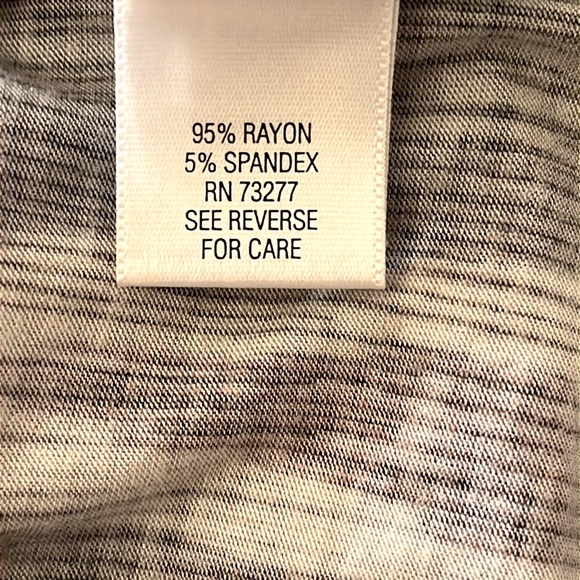 95% RAYON
5% SPANDEX
RN 73277
SEE REVERSE
FOR CARE